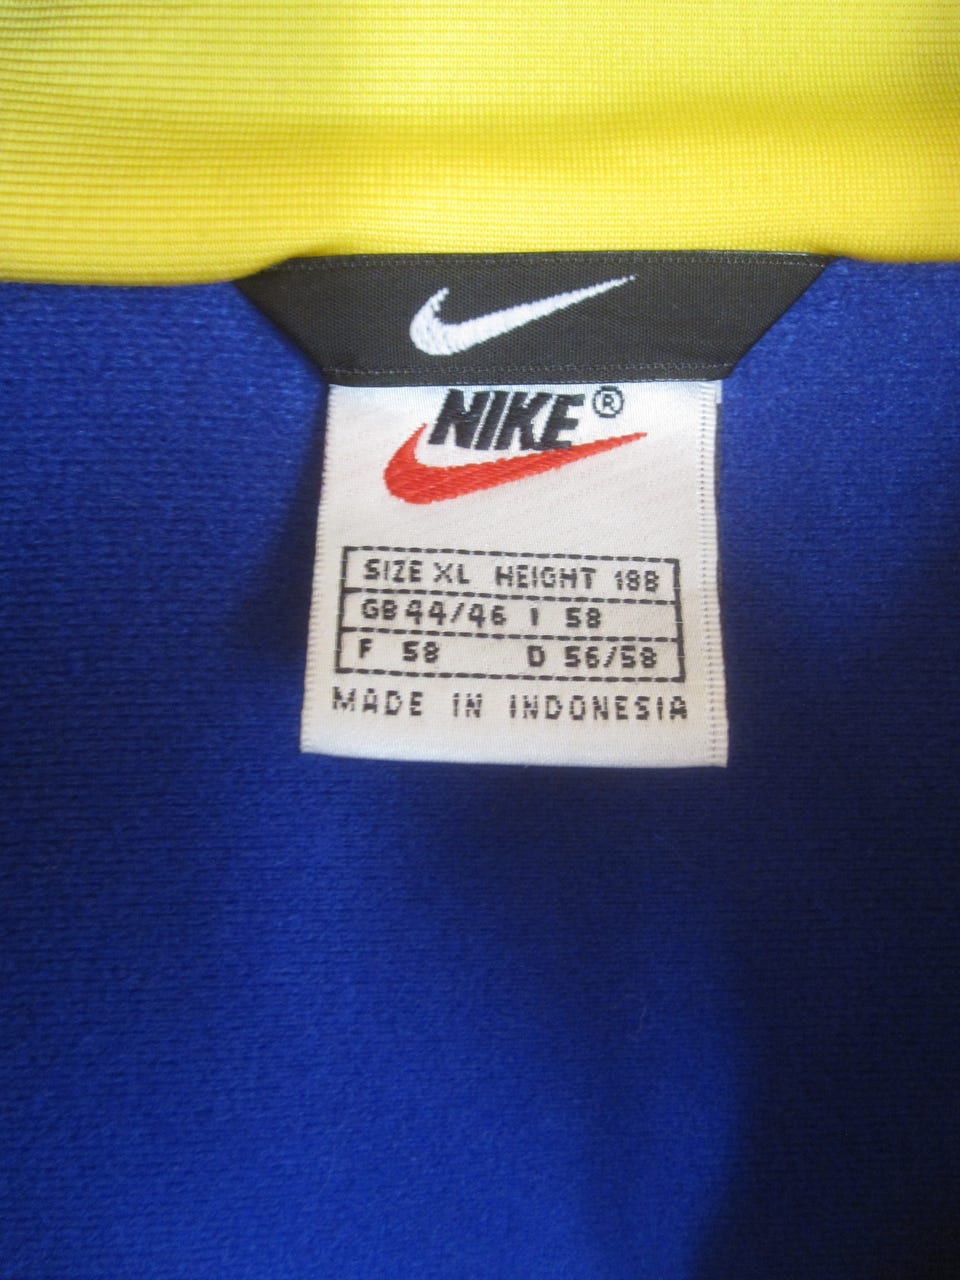 NIKE®
SIZE XL HEIGHT 188
GB 44/46 I 58
F 58 D 56/58
MADE IN INDONESIA